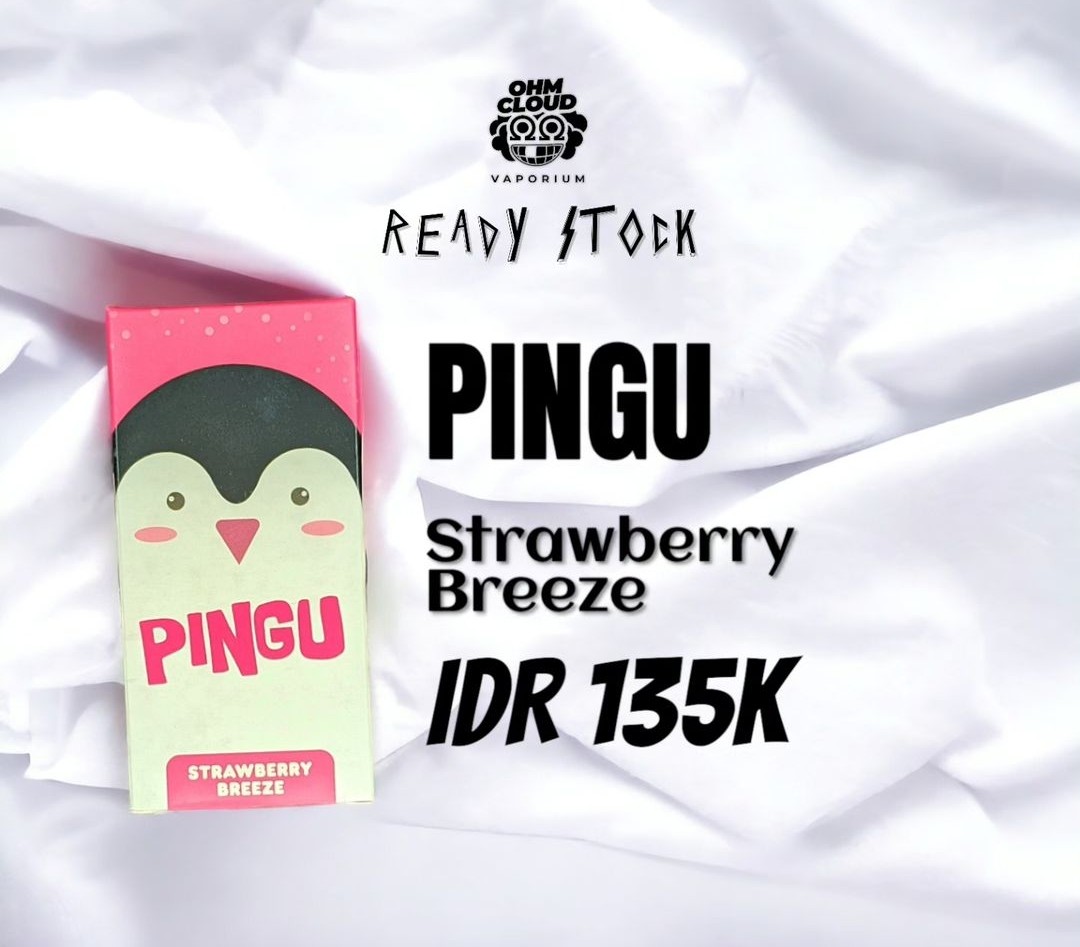 OHM
CLOUD
VAPORIUM
READY STOCK
PINGU
Strawberry
Breeze
IDR 135K
PINGU
STRAWBERRY
BREEZE